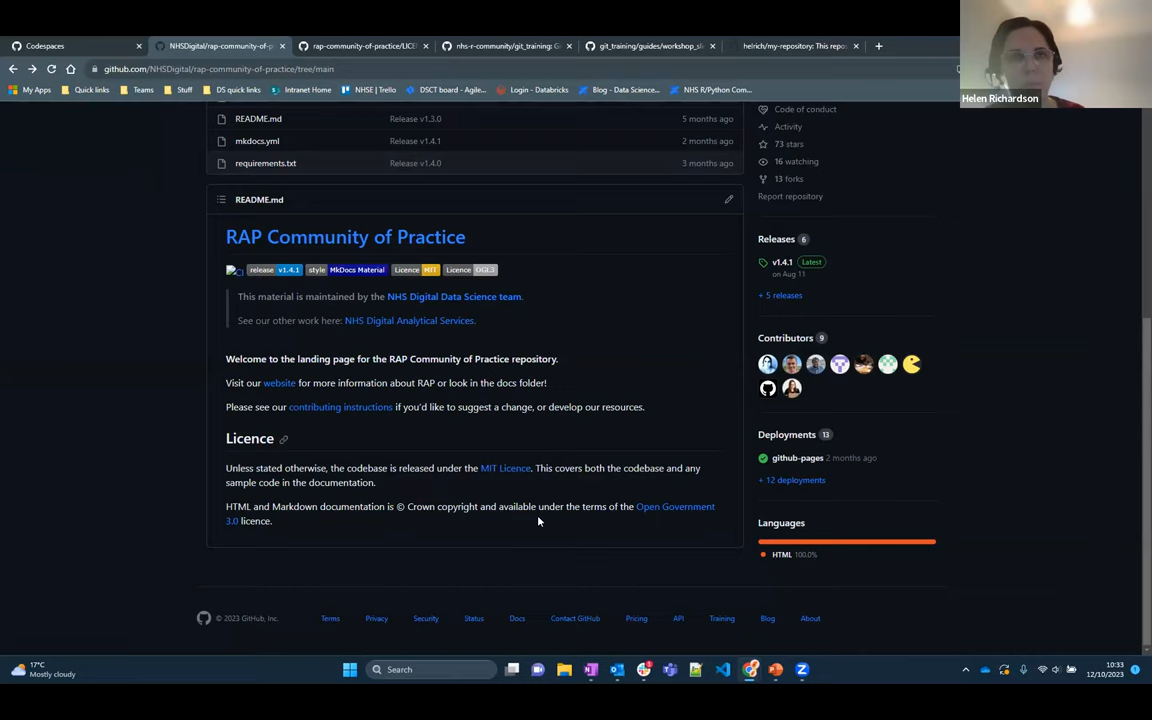 Codespaces
NHSDigital/rap-community-of-p
rap-community-of-practice/LICE
nhs-r-community/git_training: G
git_training/guides/workshop_sl
helrich/my-repository: This repo
github.com/NHSDigital/rap-community-of-practice/tree/main
My Apps
Quick links
Teams
Stuff
DS quick links
Intranet Home
NHSE | Trello
DSCT board - Agile...
Login - Databricks
Blog - Data Science...
NHS R/Python Com...
Helen Richardson
README.md Release v1.3.0 5 months ago
mkdocs.yml Release v1.4.1 2 months ago
requirements.txt Release v1.4.0 3 months ago
README.md
RAP Community of Practice
release v1.4.1 style MkDocs Material Licence MIT Licence OGL3
This material is maintained by the NHS Digital Data Science team.
See our other work here: NHS Digital Analytical Services.
Welcome to the landing page for the RAP Community of Practice repository.
Visit our website for more information about RAP or look in the docs folder!
Please see our contributing instructions if you'd like to suggest a change, or develop our resources.
Licence
Unless stated otherwise, the codebase is released under the MIT Licence. This covers both the codebase and any
sample code in the documentation.
HTML and Markdown documentation is © Crown copyright and available under the terms of the Open Government
3.0 licence.
Code of conduct
Activity
73 stars
16 watching
13 forks
Report repository
Releases 6
v1.4.1 Latest
on Aug 11
+ 5 releases
Contributors 9
Deployments 13
github-pages 2 months ago
+ 12 deployments
Languages
HTML 100.0%
© 2023 GitHub, Inc.
Terms
Privacy
Security
Status
Docs
Contact GitHub
Pricing
API
Training
Blog
About
17°C
Mostly cloudy
Search
10:33
12/10/2023